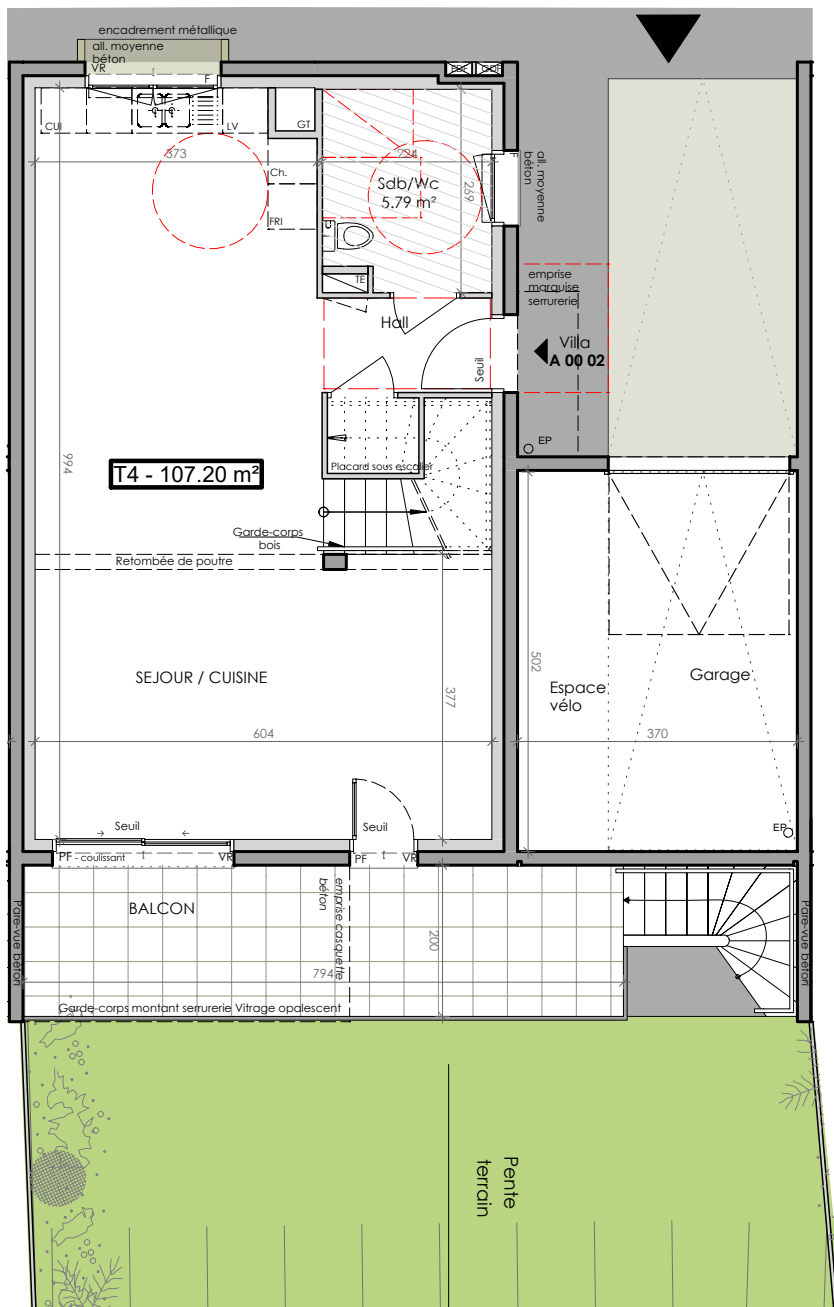 encadrement métallique
all. moyenne
béton
VR
F
CUI
LV
GT
373
224
Ch.
FRI
Sdb/Wc
5.79 m²
269
F
all. moyenne
béton
TE
Hall
Seuil
emprise
marquise
serrurerie
Villa
A 00 02
EP
994
T4 - 107.20 m²
Placard sous escalier
Garde-corps
bois
Retombée de poutre
SEJOUR / CUISINE
377
604
502
Espace
vélo
Garage
370
EP
Seuil
Seuil
PF - coulissant
VR
PF
VR
BALCON
emprise casquette
béton
200
794
Pare-vue béton
Pare-vue béton
Garde-corps montant serrurerie Vitrage opalescent
Pente
terrain